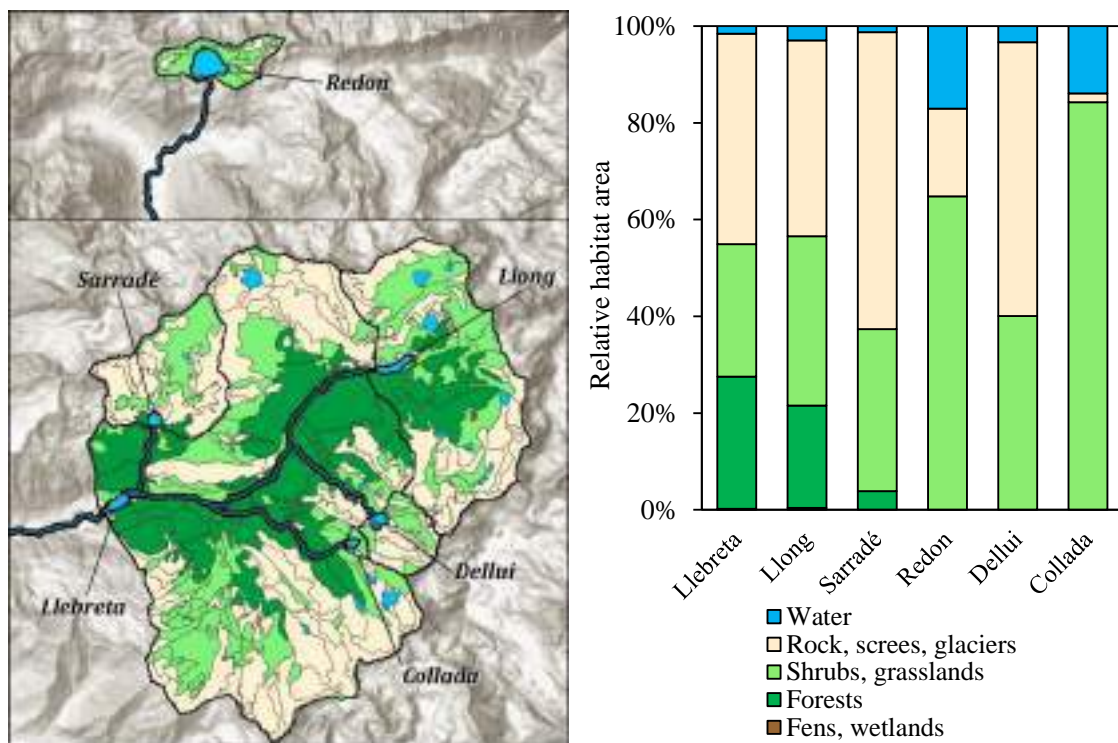 Redon
Sarradé
Llong
Dellui
Llebreta
Collada
100%
80%
60%
40%
20%
0%
Relative habitat area
Llebreta
Llong
Sarradé
Redon
Dellui
Collada
Water
Rock, screes, glaciers
Shrubs, grasslands
Forests
Fens, wetlands